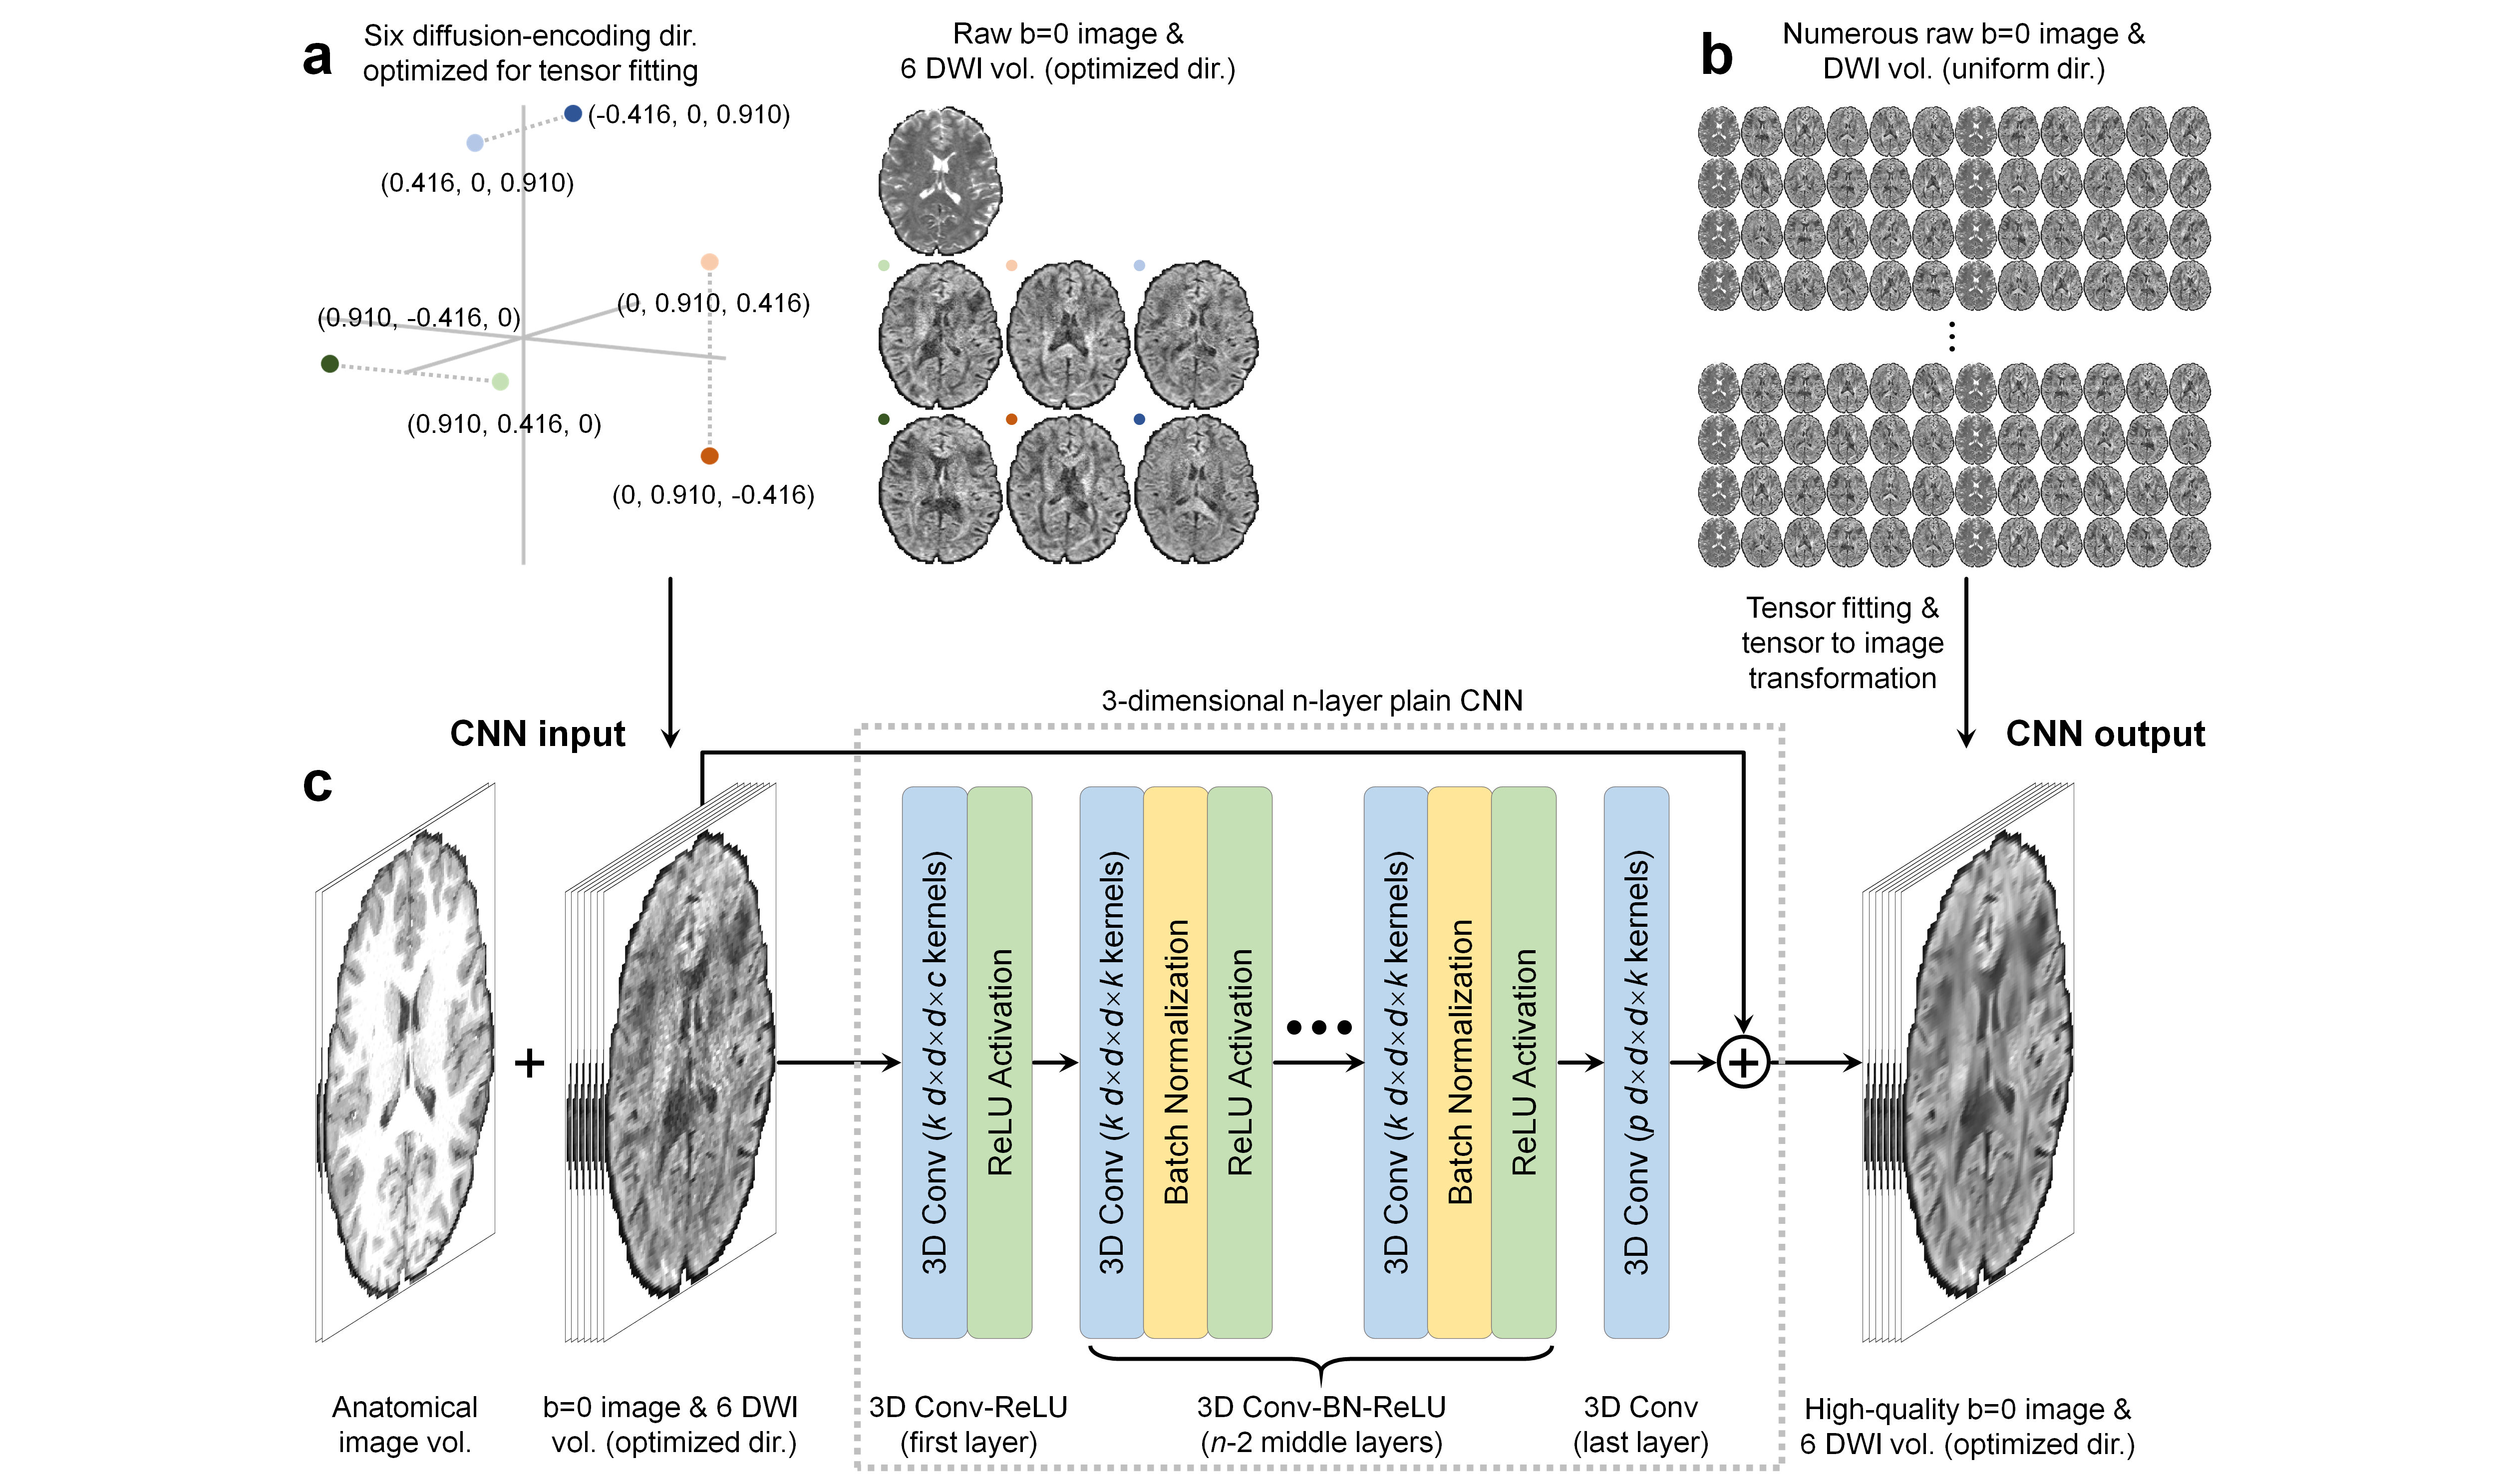 a
Six diffusion-encoding dir.
optimized for tensor fitting
(-0.416, 0, 0.910)
(0.416, 0, 0.910)
(0, 0.910, 0.416)
(0.910, -0.416, 0)
(0.910, 0.416, 0)
(0, 0.910, -0.416)
Raw b=0 image &
6 DWI vol. (optimized dir.)
b
Numerous raw b=0 image &
DWI vol. (uniform dir.)
Tensor fitting &
tensor to image
transformation
CNN input
3-dimensional n-layer plain CNN
CNN output
c
+
3D Conv (k d×d×d×c kernels)
ReLU Activation
3D Conv (k d×d×d×k kernels)
Batch Normalization
ReLU Activation
3D Conv (k d×d×d×k kernels)
Batch Normalization
ReLU Activation
3D Conv (p d×d×d×k kernels)
+
Anatomical
image vol.
b=0 image & 6 DWI
vol. (optimized dir.)
3D Conv-ReLU
(first layer)
3D Conv-BN-ReLU
(n-2 middle layers)
3D Conv
(last layer)
High-quality b=0 image &
6 DWI vol. (optimized dir.)